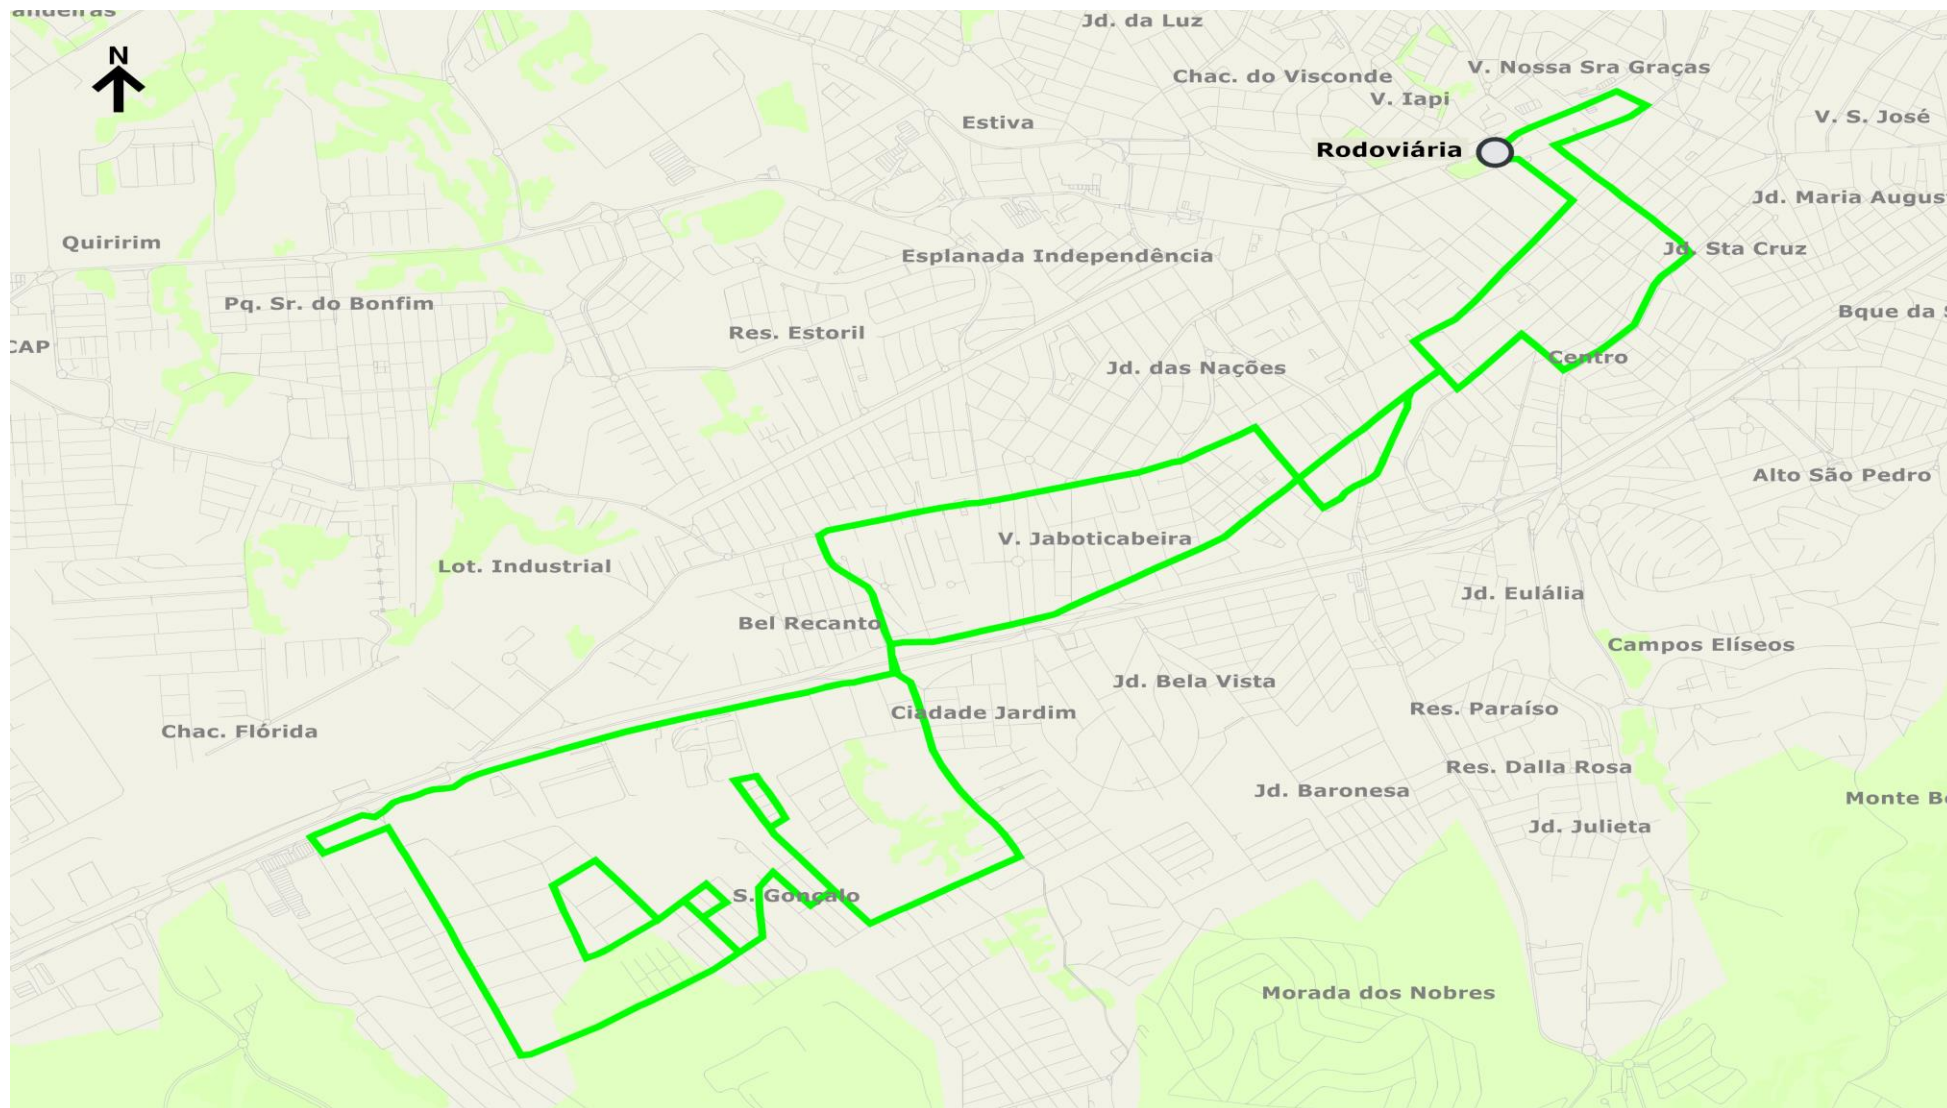 Jd. da Luz
N
V. Nossa Sra Graças
Chac. do Visconde
V. Iapi
V. S. José
Estiva
Rodoviária
Jd. Maria Augus
Quiririm
Jd. Sta Cruz
Esplanada Independência
Pq. Sr. do Bonfim
Bque da
Res. Estoril
CAP
Centro
Jd. das Nações
Alto São Pedro
V. Jaboticabeira
Lot. Industrial
Jd. Eulália
Bel Recanto
Campos Elíseos
Jd. Bela Vista
Res. Paraíso
Ciadade Jardim
Chac. Flórida
Res. Dalla Rosa
Jd. Baronesa
Monte B
Jd. Julieta
S. Gonçalo
Morada dos Nobres